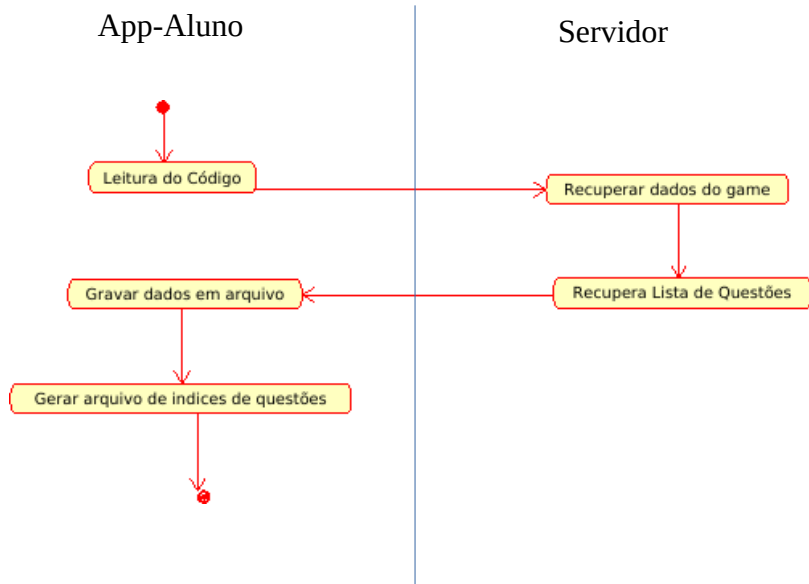 App-Aluno
Servidor
Leitura do Código
Recuperar dados do game
Gravar dados em arquivo
Recupera Lista de Questões
Gerar arquivo de indices de questões